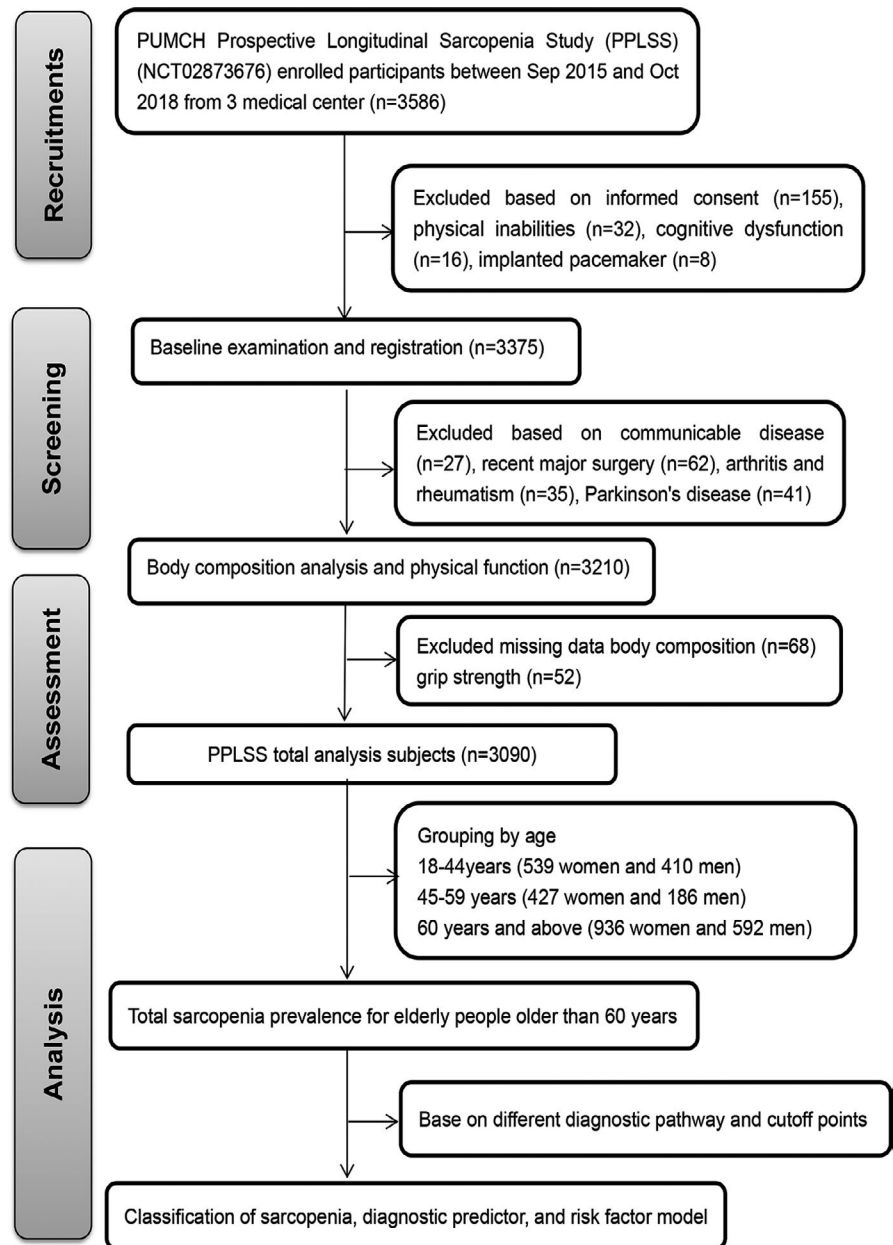 Recruitments
PUMCH Prospective Longitudinal Sarcopenia Study (PPLSS)
(NCT02873676) enrolled participants between Sep 2015 and Oct
2018 from 3 medical center (n=3586)
Excluded based on informed consent (n=155),
physical inabilities (n=32), cognitive dysfunction
(n=16), implanted pacemaker (n=8)
Screening
Baseline examination and registration (n=3375)
Excluded based on communicable disease
(n=27), recent major surgery (n=62), arthritis and
rheumatism (n=35), Parkinson's disease (n=41)
Assessment
Body composition analysis and physical function (n=3210)
Excluded missing data body composition (n=68)
grip strength (n=52)
PPLSS total analysis subjects (n=3090)
Analysis
Grouping by age
18-44years (539 women and 410 men)
45-59 years (427 women and 186 men)
60 years and above (936 women and 592 men)
Total sarcopenia prevalence for elderly people older than 60 years
Base on different diagnostic pathway and cutoff points
Classification of sarcopenia, diagnostic predictor, and risk factor model